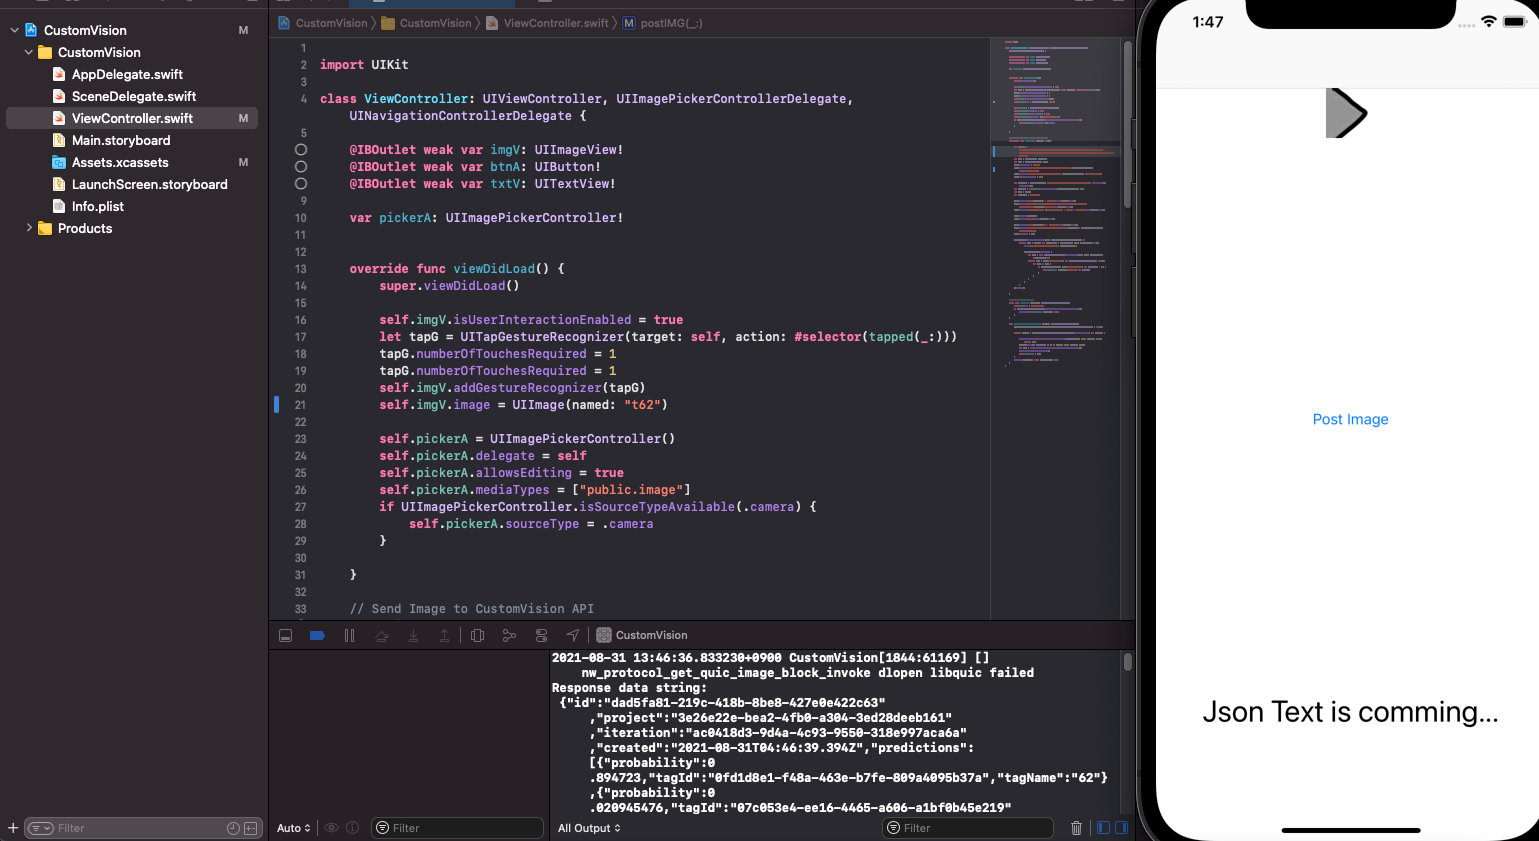 CustomVision M
CustomVision
AppDelegate.swift
SceneDelegate.swift
ViewController.swift M
Main.storyboard
Assets.xcassets M
LaunchScreen.storyboard
Info.plist
Products
Filter
CustomVision CustomVision ViewController.swift M postIMG(_:)
1
2 import UIKit
3
4 class ViewController: UIViewController, UIImagePickerControllerDelegate,
UINavigationControllerDelegate {
5
@IBOutlet weak var imgV: UIImageView!
@IBOutlet weak var btnA: UIButton!
@IBOutlet weak var txtV: UITextView!
9
10 var pickerA: UIImagePickerController!
11
12
13 override func viewDidLoad() {
14 super.viewDidLoad()
15
16 self.imgV.isUserInteractionEnabled = true
17 let tapG = UITapGestureRecognizer(target: self, action: #selector(tapped(_:)))
18 tapG.numberOfTouchesRequired = 1
19 tapG.numberOfTouchesRequired = 1
20 self.imgV.addGestureRecognizer(tapG)
21 self.imgV.image = UIImage(named: "t62")
22
23 self.pickerA = UIImagePickerController()
24 self.pickerA.delegate = self
25 self.pickerA.allowsEditing = true
26 self.pickerA.mediaTypes = ["public.image"]
27 if UIImagePickerController.isSourceTypeAvailable(.camera) {
28 self.pickerA.sourceType = .camera
29 }
30
31 }
32
33 // Send Image to CustomVision API
CustomVision
2021-08-31 13:46:36.833230+0900 CustomVision[1844:61169] []
nw_protocol_get_quic_image_block_invoke dlopen libquic failed
Response data string:
{"id":"dad5fa81-219c-418b-8be8-427e0e422c63"
,"project":"3e26e22e-bea2-4fb0-a304-3ed28deeb161"
,"iteration":"ac0418d3-9d4a-4c93-9550-318e997aca6a"
,"created":"2021-08-31T04:46:39.394Z","predictions":
[{"probability":0
.894723,"tagId":"0fd1d8e1-f48a-463e-b7fe-809a4095b37a","tagName":"62"}
,{"probability":0
.020945476,"tagId":"07c053e4-ee16-4465-a606-a1bf0b45e219"
Auto Filter
All Output Filter
1:47
Post Image
Json Text is comming...